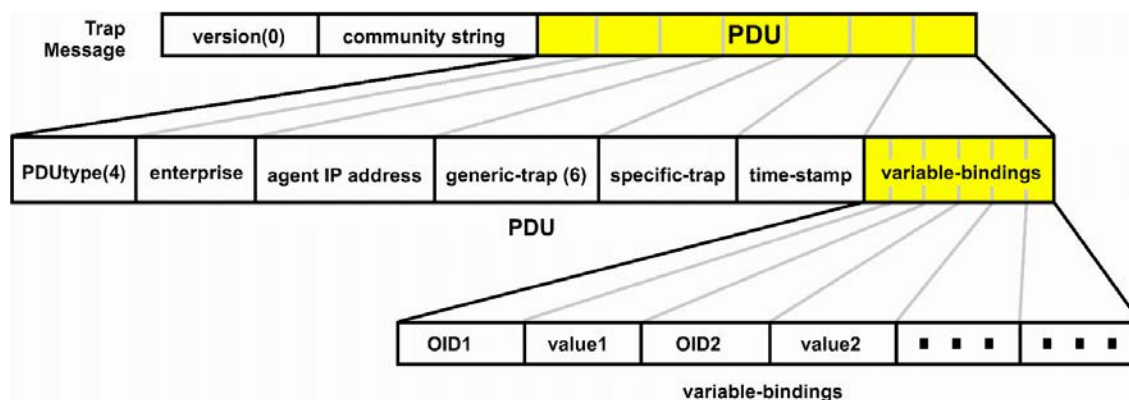 Trap
Message
version(0) community string PDU
PDUtype(4) enterprise agent IP address generic-trap (6) specific-trap time-stamp variable-bindings
PDU
OID1 value1 OID2 value2 ... ...
variable-bindings